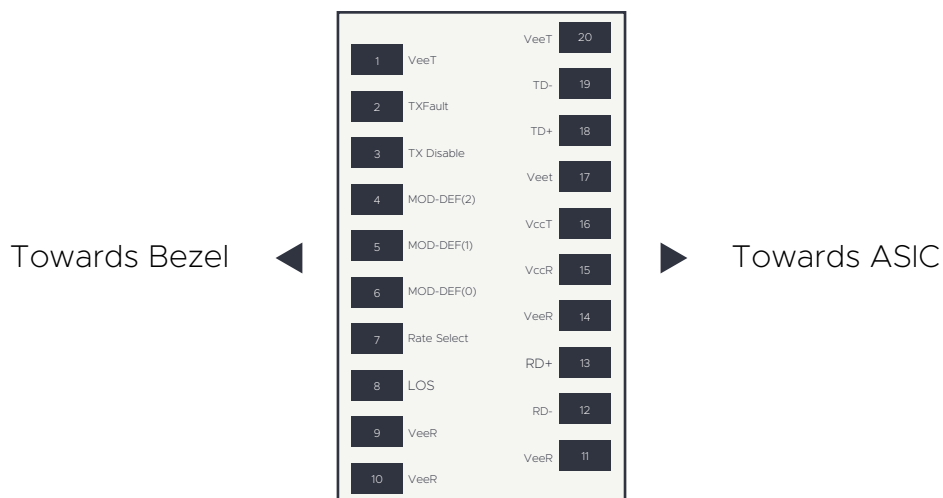 Towards Bezel
1 VeeT
2 TXFault
3 TX Disable
4 MOD-DEF(2)
5 MOD-DEF(1)
6 MOD-DEF(0)
7 Rate Select
8 LOS
9 VeeR
10 VeeR
VeeT 20
TD- 19
TD+ 18
Veet 17
VccT 16
VccR 15
VeeR 14
RD+ 13
RD- 12
VeeR 11
Towards ASIC